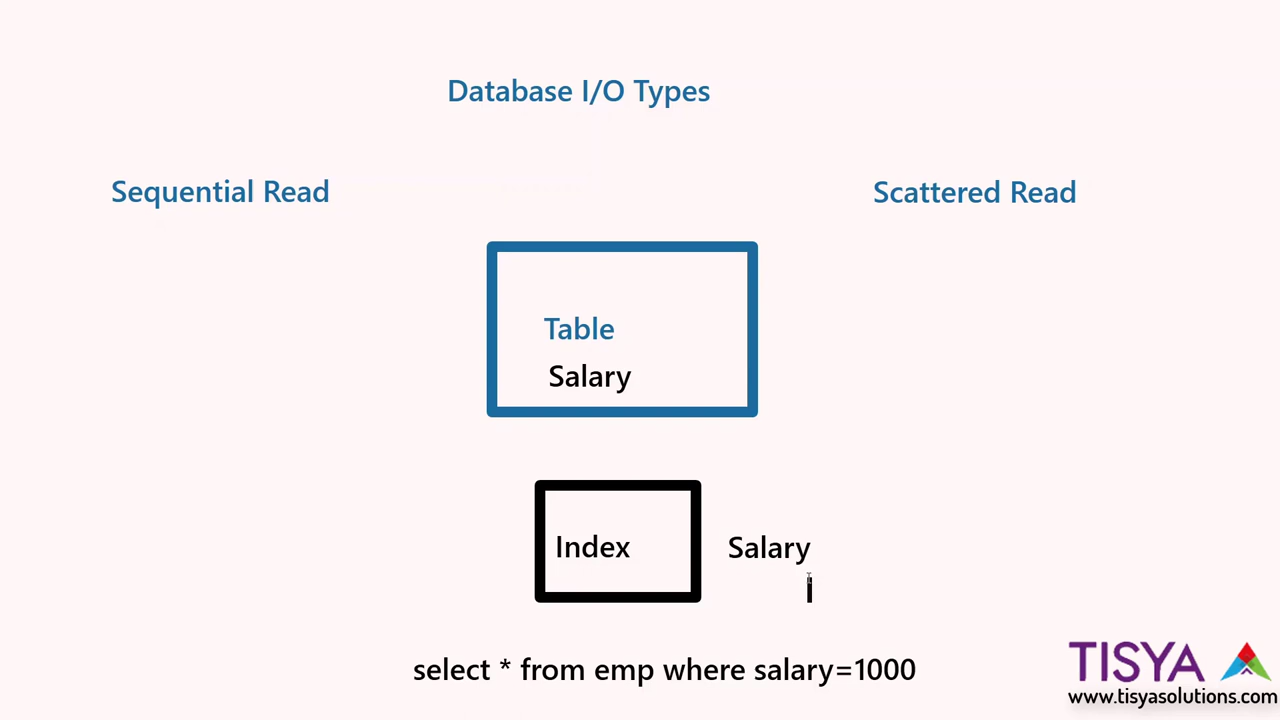 Database I/O Types
Sequential Read
Scattered Read
Table
Salary
Index
Salary
select * from emp where salary=1000
TISYA
www.tisyasolutions.com